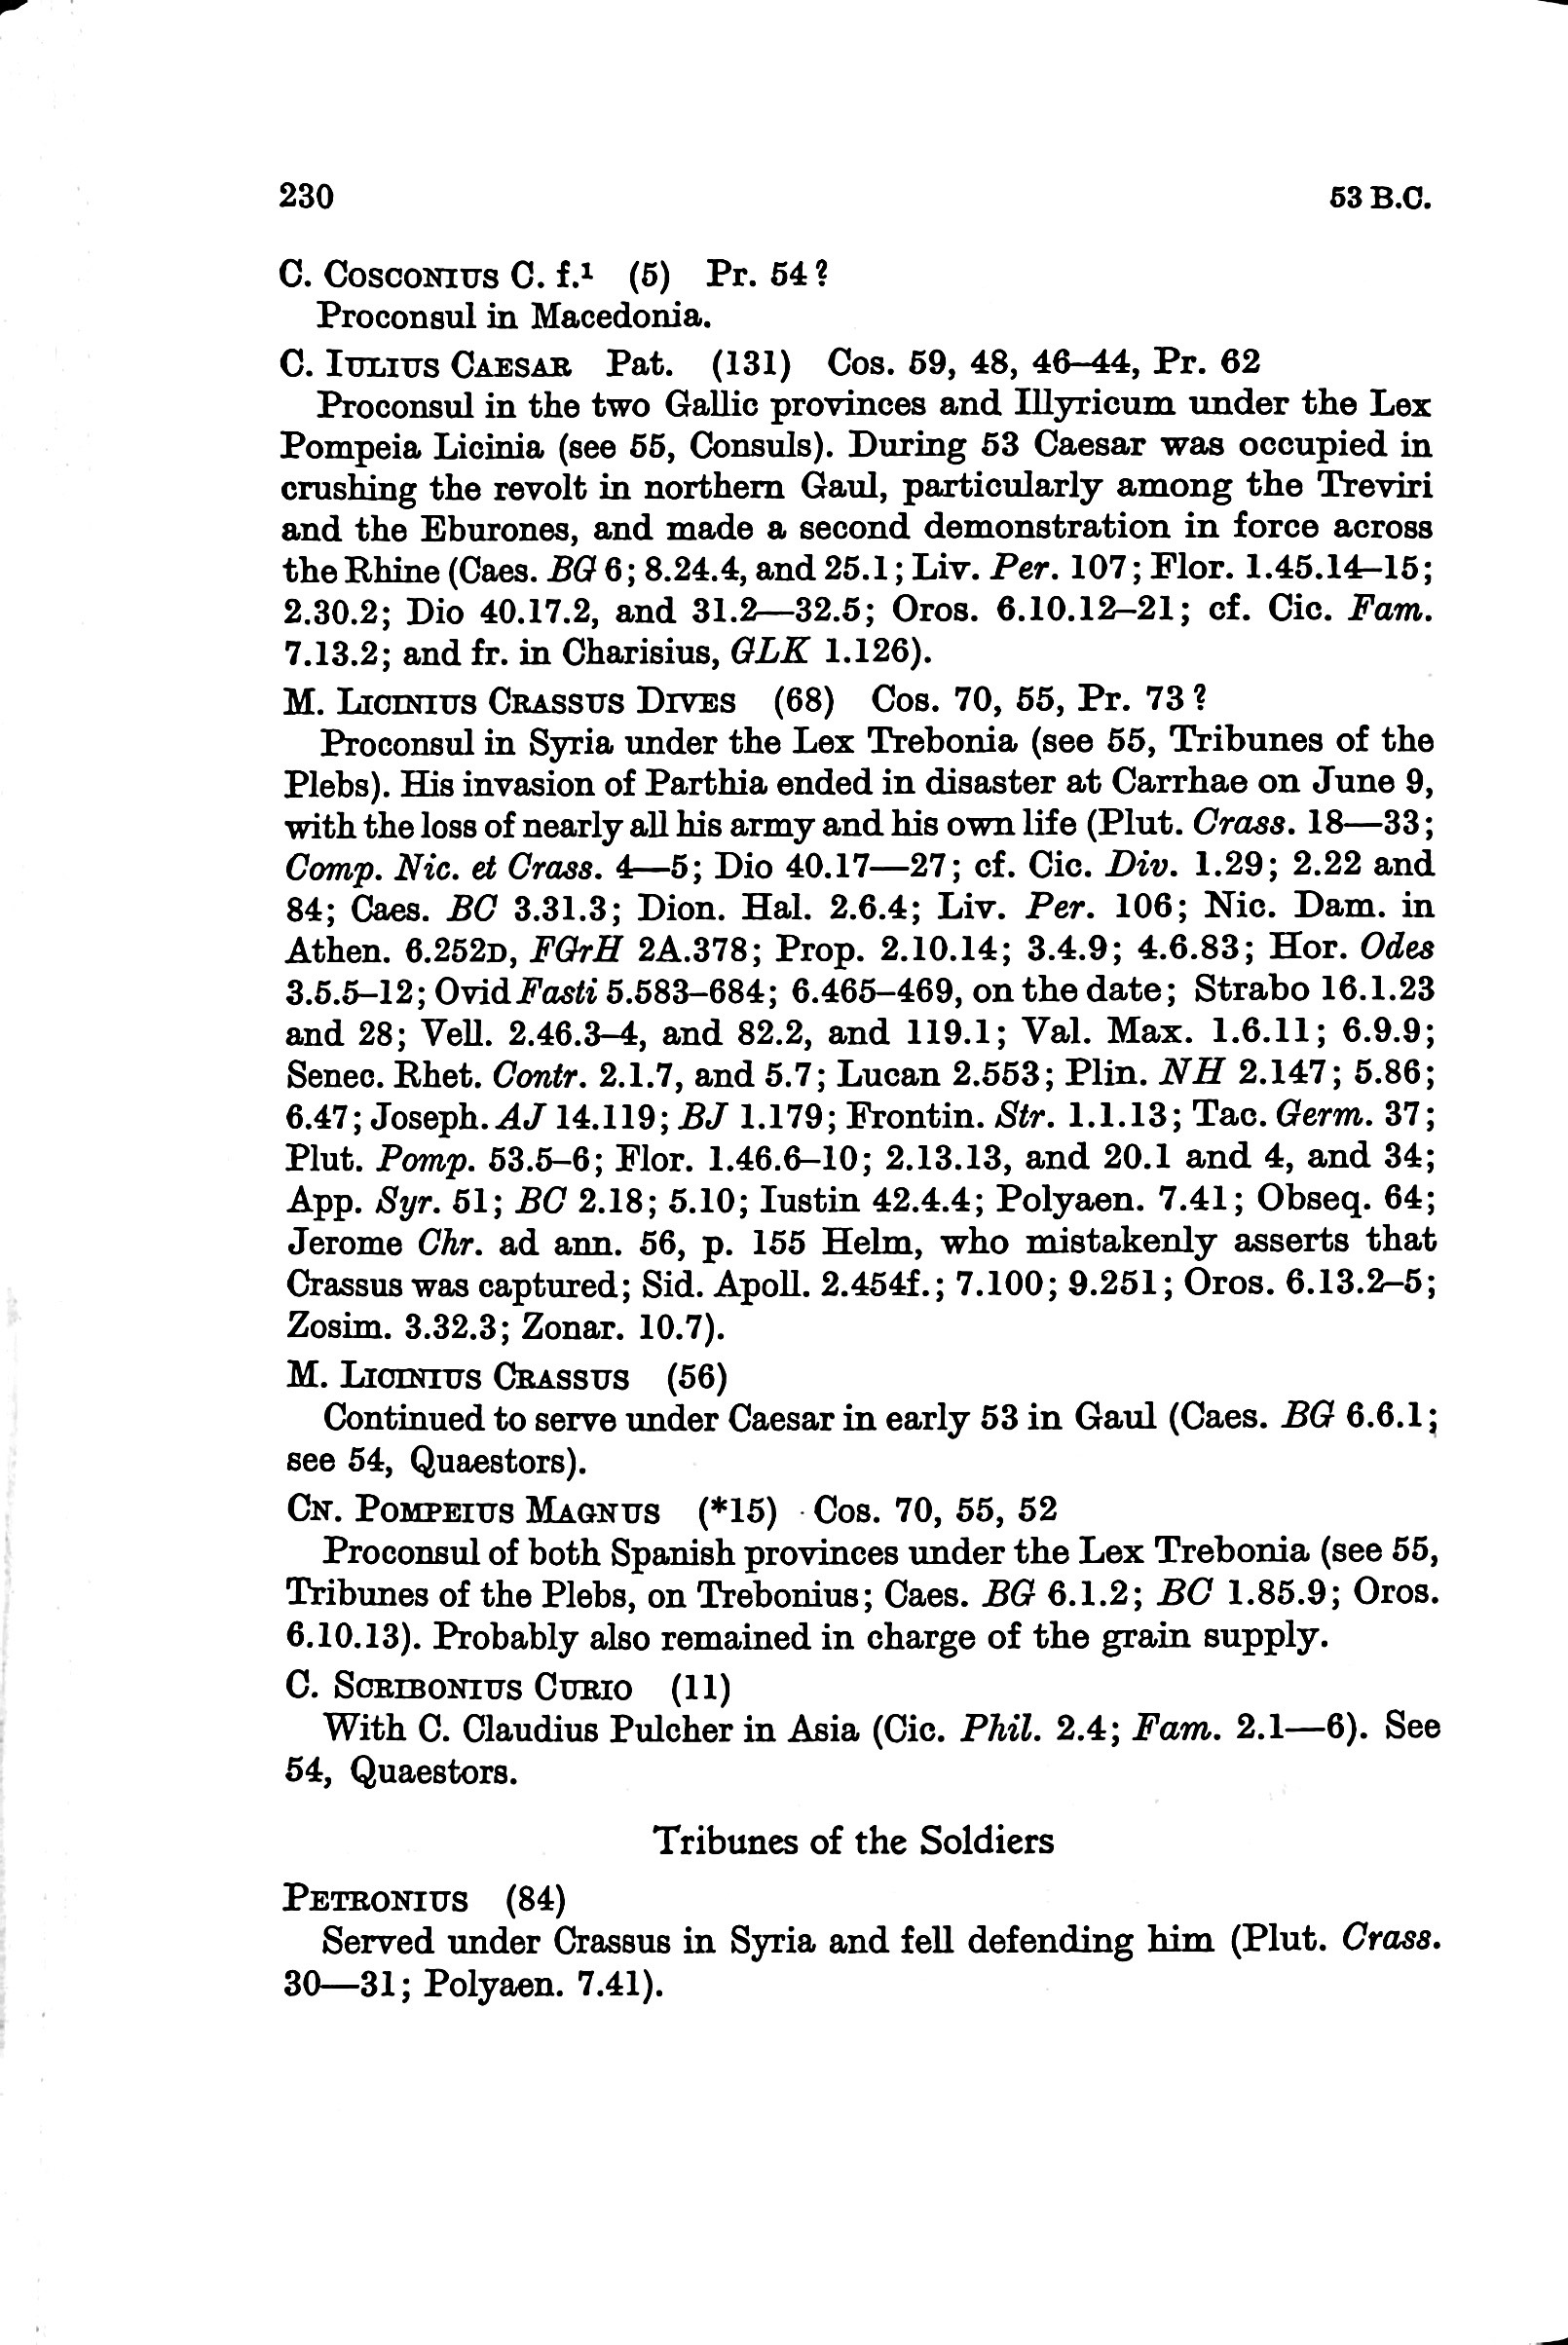 230 53 B.C.
C. COSCONIUS C. f.¹ (5) Pr. 54?
Proconsul in Macedonia.
C. IULIUS CAESAR Pat. (131) Cos. 59, 48, 46–44, Pr. 62
Proconsul in the two Gallic provinces and Illyricum under the Lex
Pompeia Licinia (see 55, Consuls). During 53 Caesar was occupied in
crushing the revolt in northern Gaul, particularly among the Treviri
and the Eburones, and made a second demonstration in force across
the Rhine (Caes. BG 6; 8.24.4, and 25.1; Liv. Per. 107; Flor. 1.45.14–15;
2.30.2; Dio 40.17.2, and 31.2—32.5; Oros. 6.10.12–21; cf. Cic. Fam.
7.13.2; and fr. in Charisius, GLK 1.126).
M. LICINIUS CRASSUS DIVES (68) Cos. 70, 55, Pr. 73?
Proconsul in Syria under the Lex Trebonia (see 55, Tribunes of the
Plebs). His invasion of Parthia ended in disaster at Carrhae on June 9,
with the loss of nearly all his army and his own life (Plut. Crass. 18—33;
Comp. Nic. et Crass. 4—5; Dio 40.17—27; cf. Cic. Div. 1.29; 2.22 and
84; Caes. BC 3.31.3; Dion. Hal. 2.6.4; Liv. Per. 106; Nic. Dam. in
Athen. 6.252D, FGrH 2A.378; Prop. 2.10.14; 3.4.9; 4.6.83; Hor. Odes
3.5.5–12; Ovid Fasti 5.583–684; 6.465–469, on the date; Strabo 16.1.23
and 28; Vell. 2.46.3–4, and 82.2, and 119.1; Val. Max. 1.6.11; 6.9.9;
Senec. Rhet. Contr. 2.1.7, and 5.7; Lucan 2.553; Plin. NH 2.147; 5.86;
6.47; Joseph. AJ 14.119; BJ 1.179; Frontin. Str. 1.1.13; Tac. Germ. 37;
Plut. Pomp. 53.5–6; Flor. 1.46.6–10; 2.13.13, and 20.1 and 4, and 34;
App. Syr. 51; BC 2.18; 5.10; Iustin 42.4.4; Polyaen. 7.41; Obseq. 64;
Jerome Chr. ad ann. 56, p. 155 Helm, who mistakenly asserts that
Crassus was captured; Sid. Apoll. 2.454f.; 7.100; 9.251; Oros. 6.13.2–5;
Zosim. 3.32.3; Zonar. 10.7).
M. LICINIUS CRASSUS (56)
Continued to serve under Caesar in early 53 in Gaul (Caes. BG 6.6.1;
see 54, Quaestors).
CN. POMPEIUS MAGNUS (*15) Cos. 70, 55, 52
Proconsul of both Spanish provinces under the Lex Trebonia (see 55,
Tribunes of the Plebs, on Trebonius; Caes. BG 6.1.2; BC 1.85.9; Oros.
6.10.13). Probably also remained in charge of the grain supply.
C. SCRIBONIUS CURIO (11)
With C. Claudius Pulcher in Asia (Cic. Phil. 2.4; Fam. 2.1—6). See
54, Quaestors.
Tribunes of the Soldiers
PETRONIUS (84)
Served under Crassus in Syria and fell defending him (Plut. Crass.
30—31; Polyaen. 7.41).